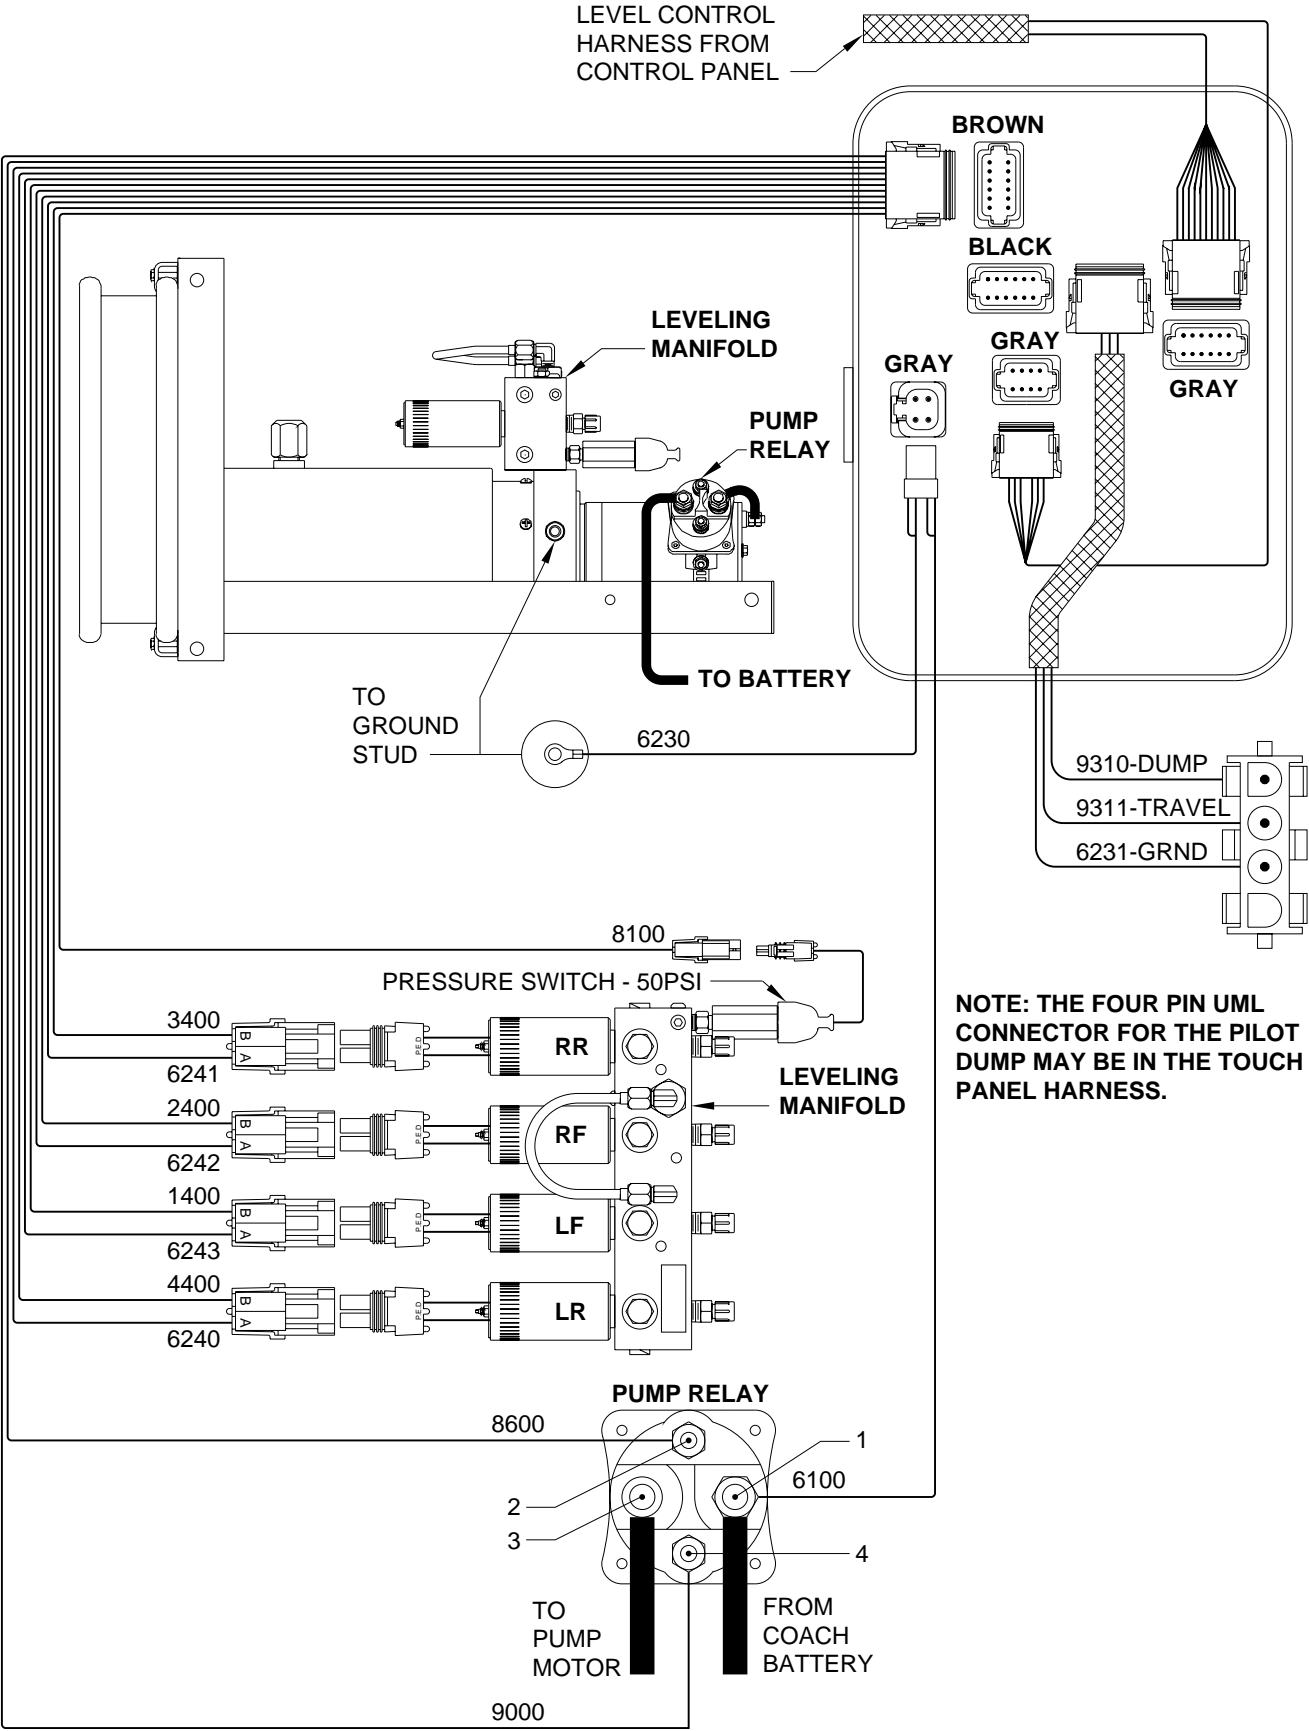 LEVEL CONTROL
HARNESS FROM
CONTROL PANEL
BROWN
BLACK
GRAY
GRAY
GRAY
LEVELING
MANIFOLD
PUMP
RELAY
TO BATTERY
TO
GROUND
STUD
6230
9310-DUMP
9311-TRAVEL
6231-GRND
8100
PRESSURE SWITCH - 50PSI
NOTE: THE FOUR PIN UML
CONNECTOR FOR THE PILOT
DUMP MAY BE IN THE TOUCH
PANEL HARNESS.
3400
B
A
PED
RR
6241
LEVELING
MANIFOLD
2400
B
A
PED
RF
6242
1400
B
A
PED
LF
6243
4400
B
A
PED
LR
6240
PUMP RELAY
8600
1
6100
2
3
4
TO
PUMP
MOTOR
FROM
COACH
BATTERY
9000